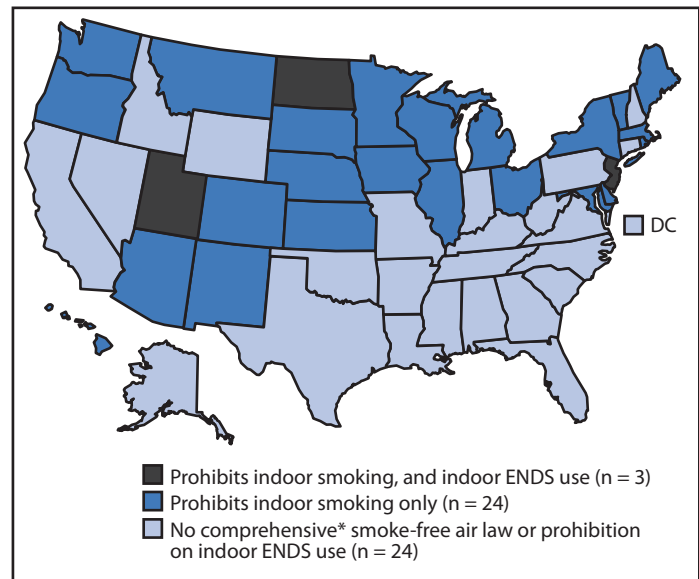 DC
Prohibits indoor smoking, and indoor ENDS use (n = 3)
Prohibits indoor smoking only (n = 24)
No comprehensive* smoke-free air law or prohibition
on indoor ENDS use (n = 24)